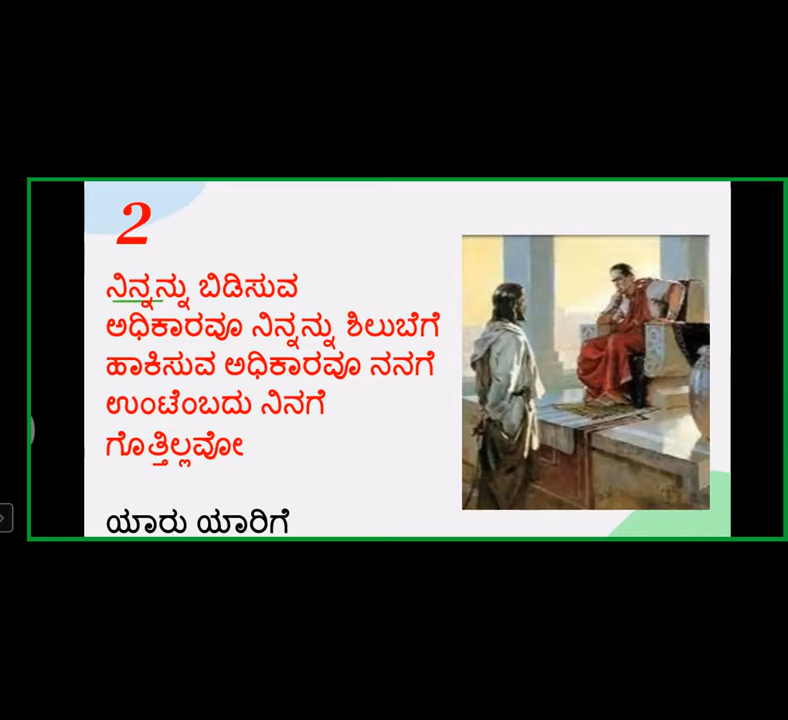 2
ನಿನ್ನನ್ನು ಬಿಡಿಸುವ
ಅಧಿಕಾರವೂ ನಿನ್ನನ್ನು ಶಿಲುಬೆಗೆ
ಹಾಕಿಸುವ ಅಧಿಕಾರವೂ ನನಗೆ
ಉಂಟೆಂಬದು ನಿನಗೆ
ಗೊತ್ತಿಲ್ಲವೋ
ಯಾರು ಯಾರಿಗೆ